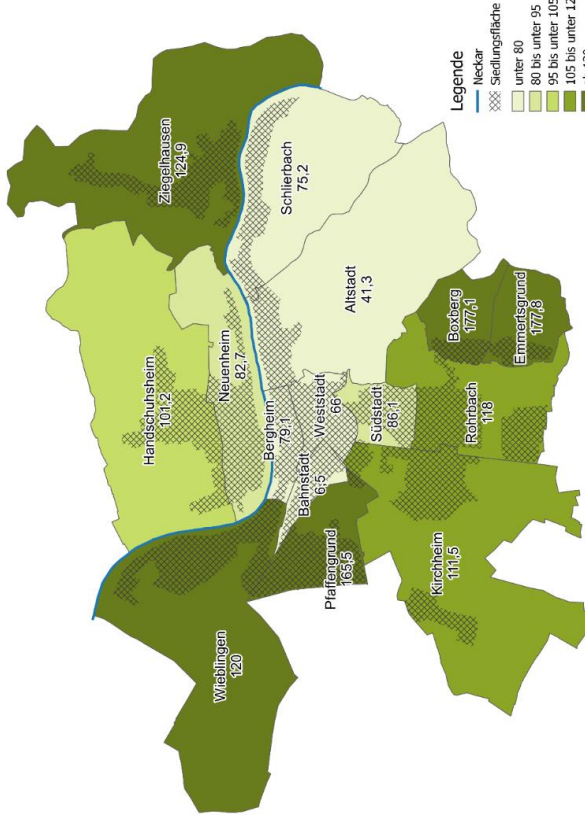 Ziegelhausen
124,9
Handschuhsheim
101,2
Neuenheim
82,7
Schlierbach
75,2
Wieblingen
120
Bergheim
79,1
Altstadt
41,3
Weststadt
66
Bahnstadt
6,5
Südstadt
86,1
Pfaffengrund
165,5
Boxberg
177,1
Emmertsgrund
177,8
Rohrbach
118
Kirchheim
111,5
Legende
Neckar
Siedlungsfläche
unter 80
80 bis unter 95
95 bis unter 105
105 bis unter 12